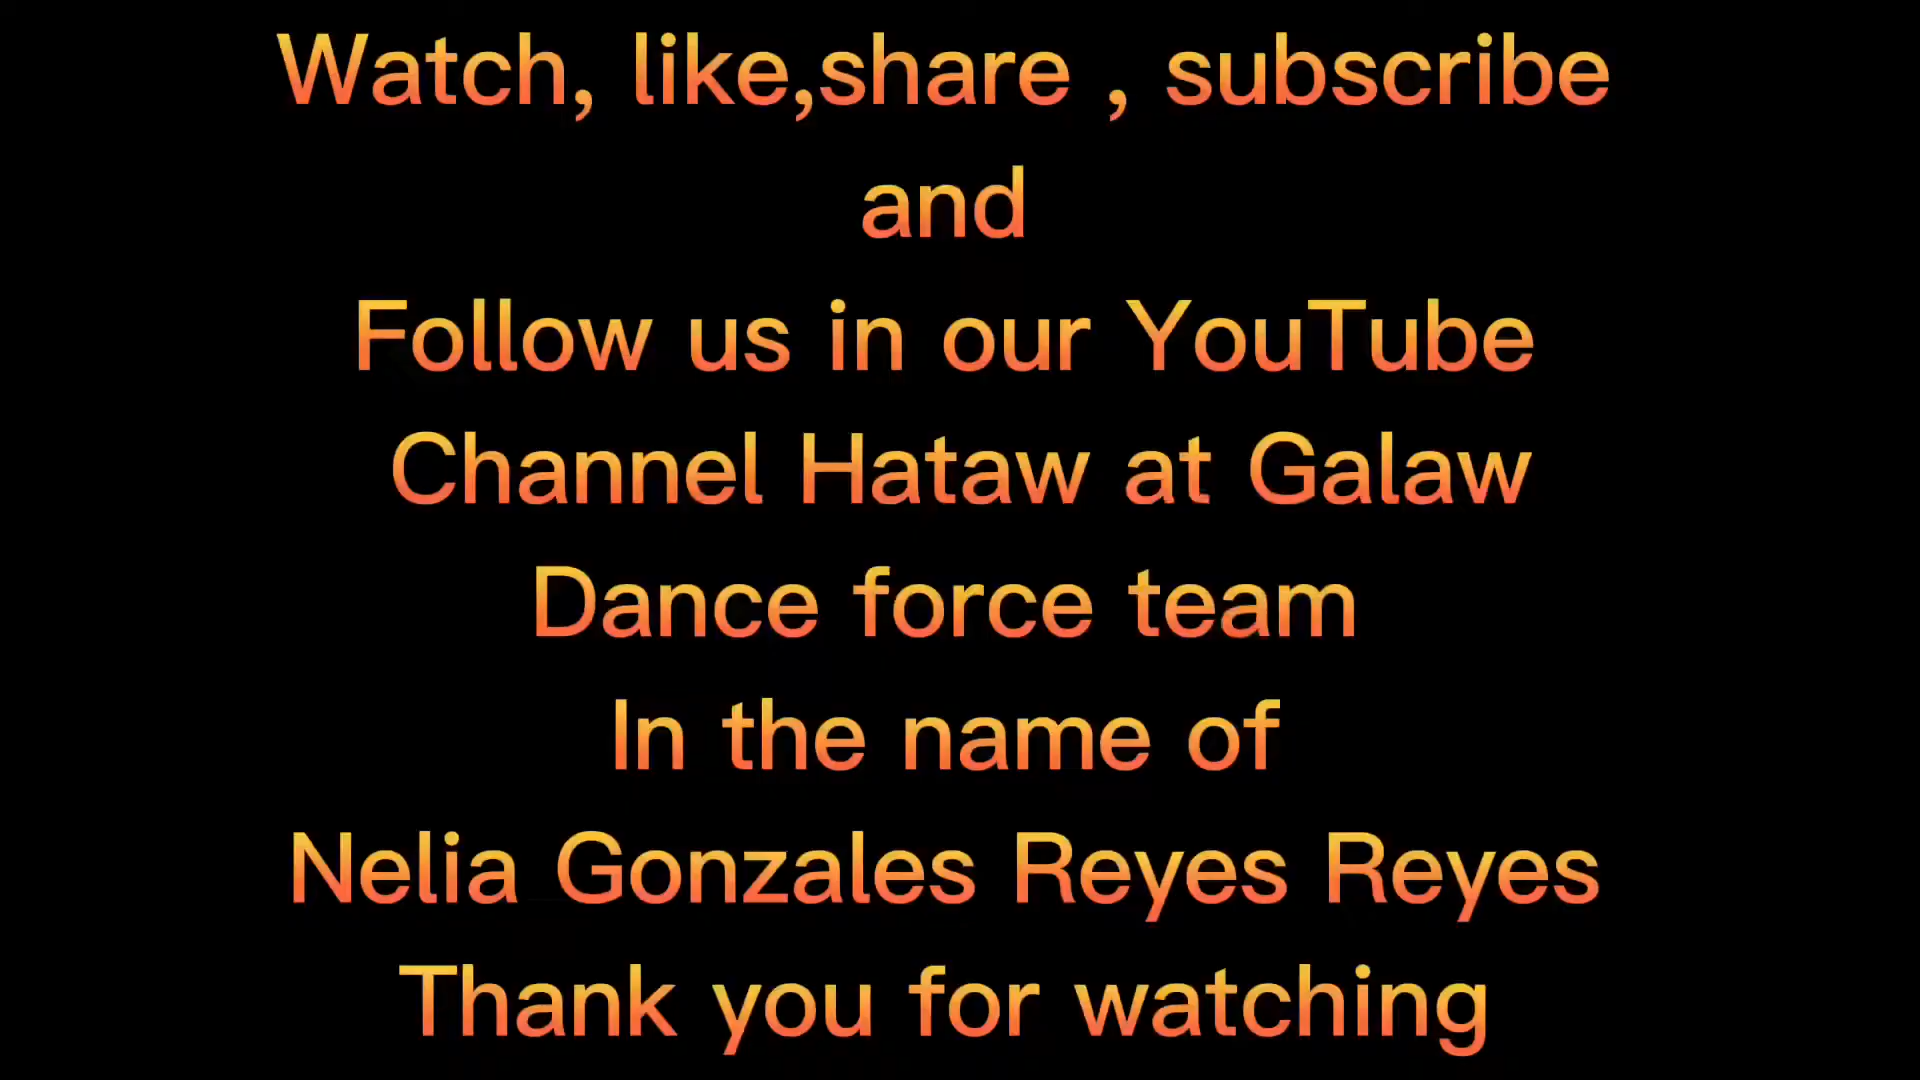 Watch, like,share , subscribe
and
Follow us in our YouTube
Channel Hataw at Galaw
Dance force team
In the name of
Nelia Gonzales Reyes Reyes
Thank you for watching